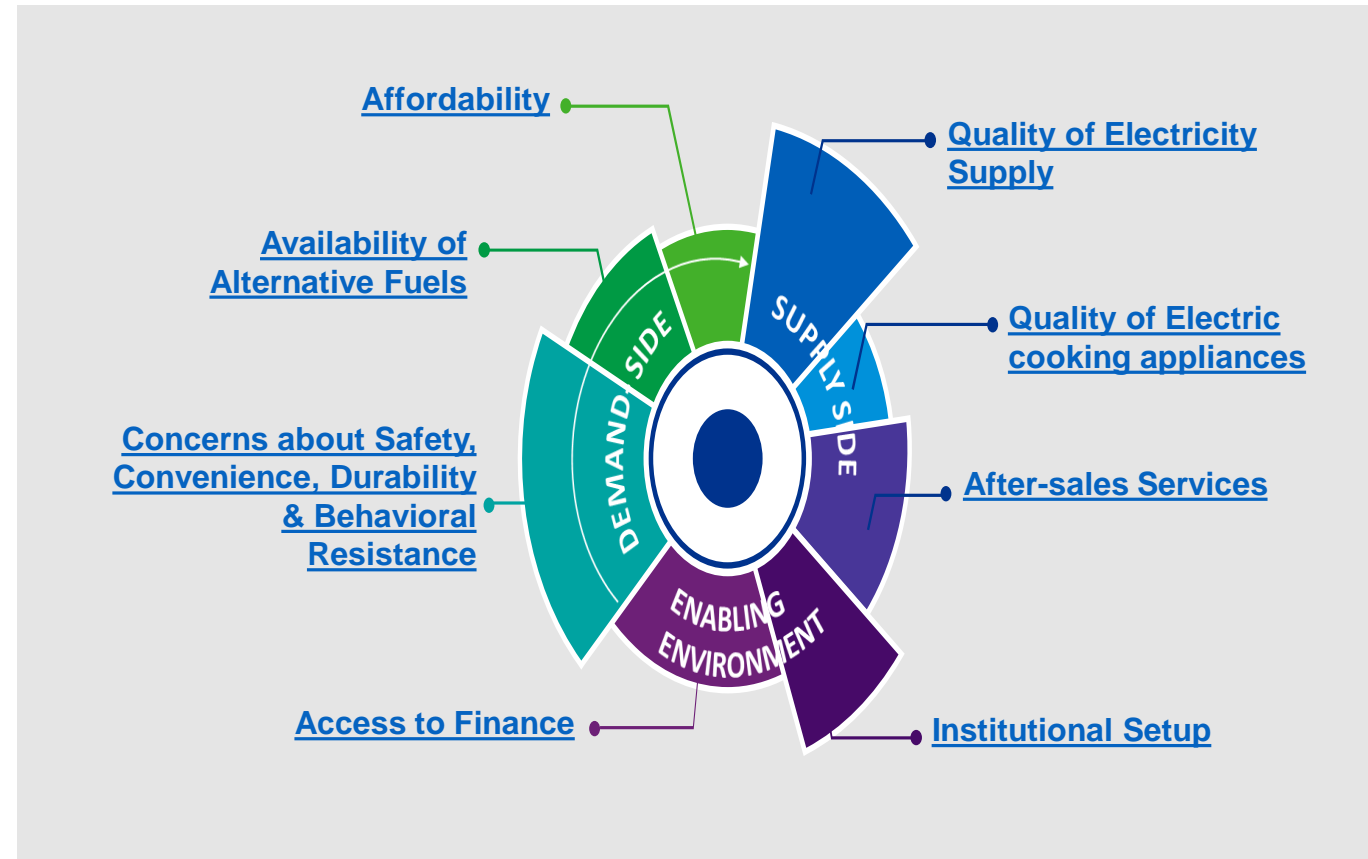 Affordability
Quality of Electricity
Supply
Availability of
Alternative Fuels
Quality of Electric
cooking appliances
Concerns about Safety,
Convenience, Durability
& Behavioral
Resistance
After-sales Services
Access to Finance
Institutional Setup
DEMAND- SIDE
SUPPLY SIDE
ENABLING
ENVIRONMENT